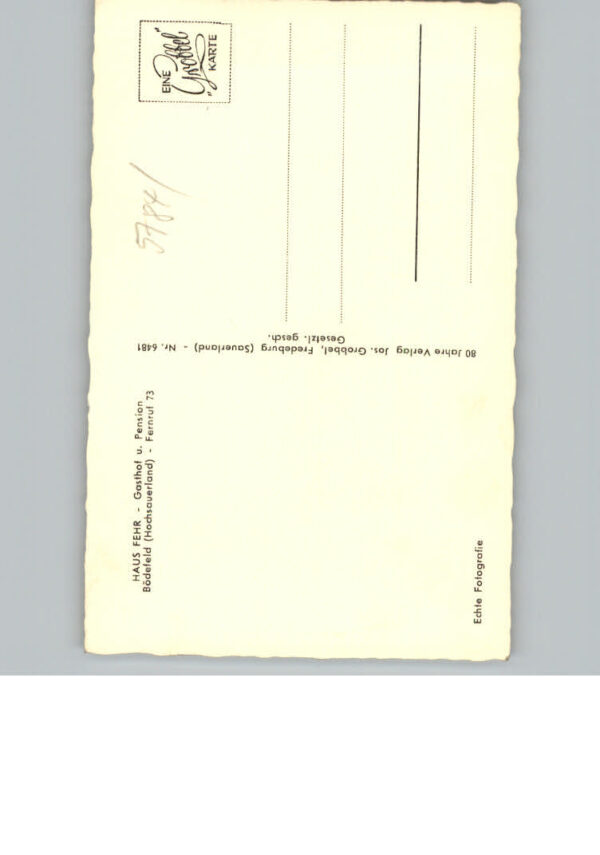 HAUS FEHR - Gasthof u. Pension
Bödefeld (Hochsauerland) - Fernruf 73
Echte Fotografie
80 Jahre Verlag Jos. Grobbel, Fredeburg (Sauerland) - Nr. 6481
Gesetzl. gesch.
EINE
„Grobbel"
KARTE
5784/